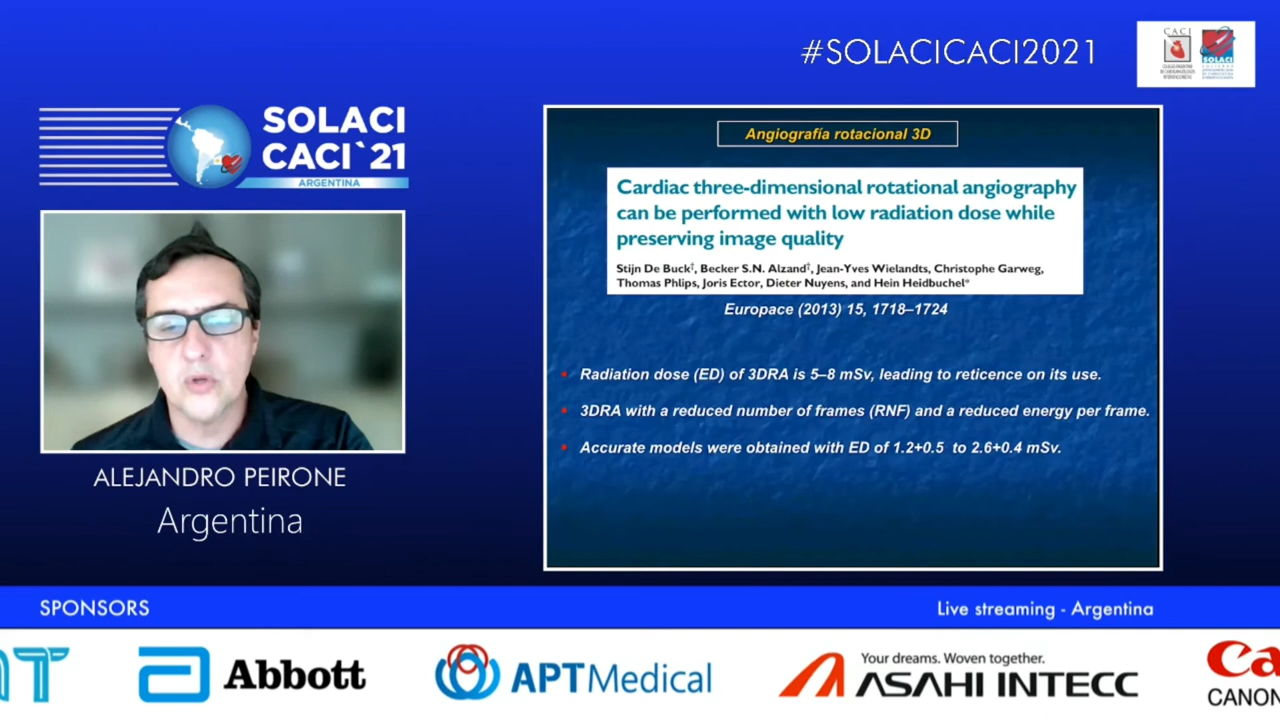 #SOLACICACI2021
CACI
SOLACI
SOLACI
CACI`21
ARGENTINA
Angiografía rotacional 3D
Cardiac three-dimensional rotational angiography
can be performed with low radiation dose while
preserving image quality
Stijn De Buck†, Becker S.N. Alzand†, Jean-Yves Wielandts, Christophe Garweg,
Thomas Phlips, Joris Ector, Dieter Nuyens, and Hein Heidbuchel*
Europace (2013) 15, 1718–1724
• Radiation dose (ED) of 3DRA is 5–8 mSv, leading to reticence on its use.
• 3DRA with a reduced number of frames (RNF) and a reduced energy per frame.
• Accurate models were obtained with ED of 1.2+0.5 to 2.6+0.4 mSv.
ALEJANDRO PEIRONE
Argentina
SPONSORS
Live streaming - Argentina
Abbott
APTMedical
Your dreams. Woven together.
ASAHI INTECC
Ca
CANON